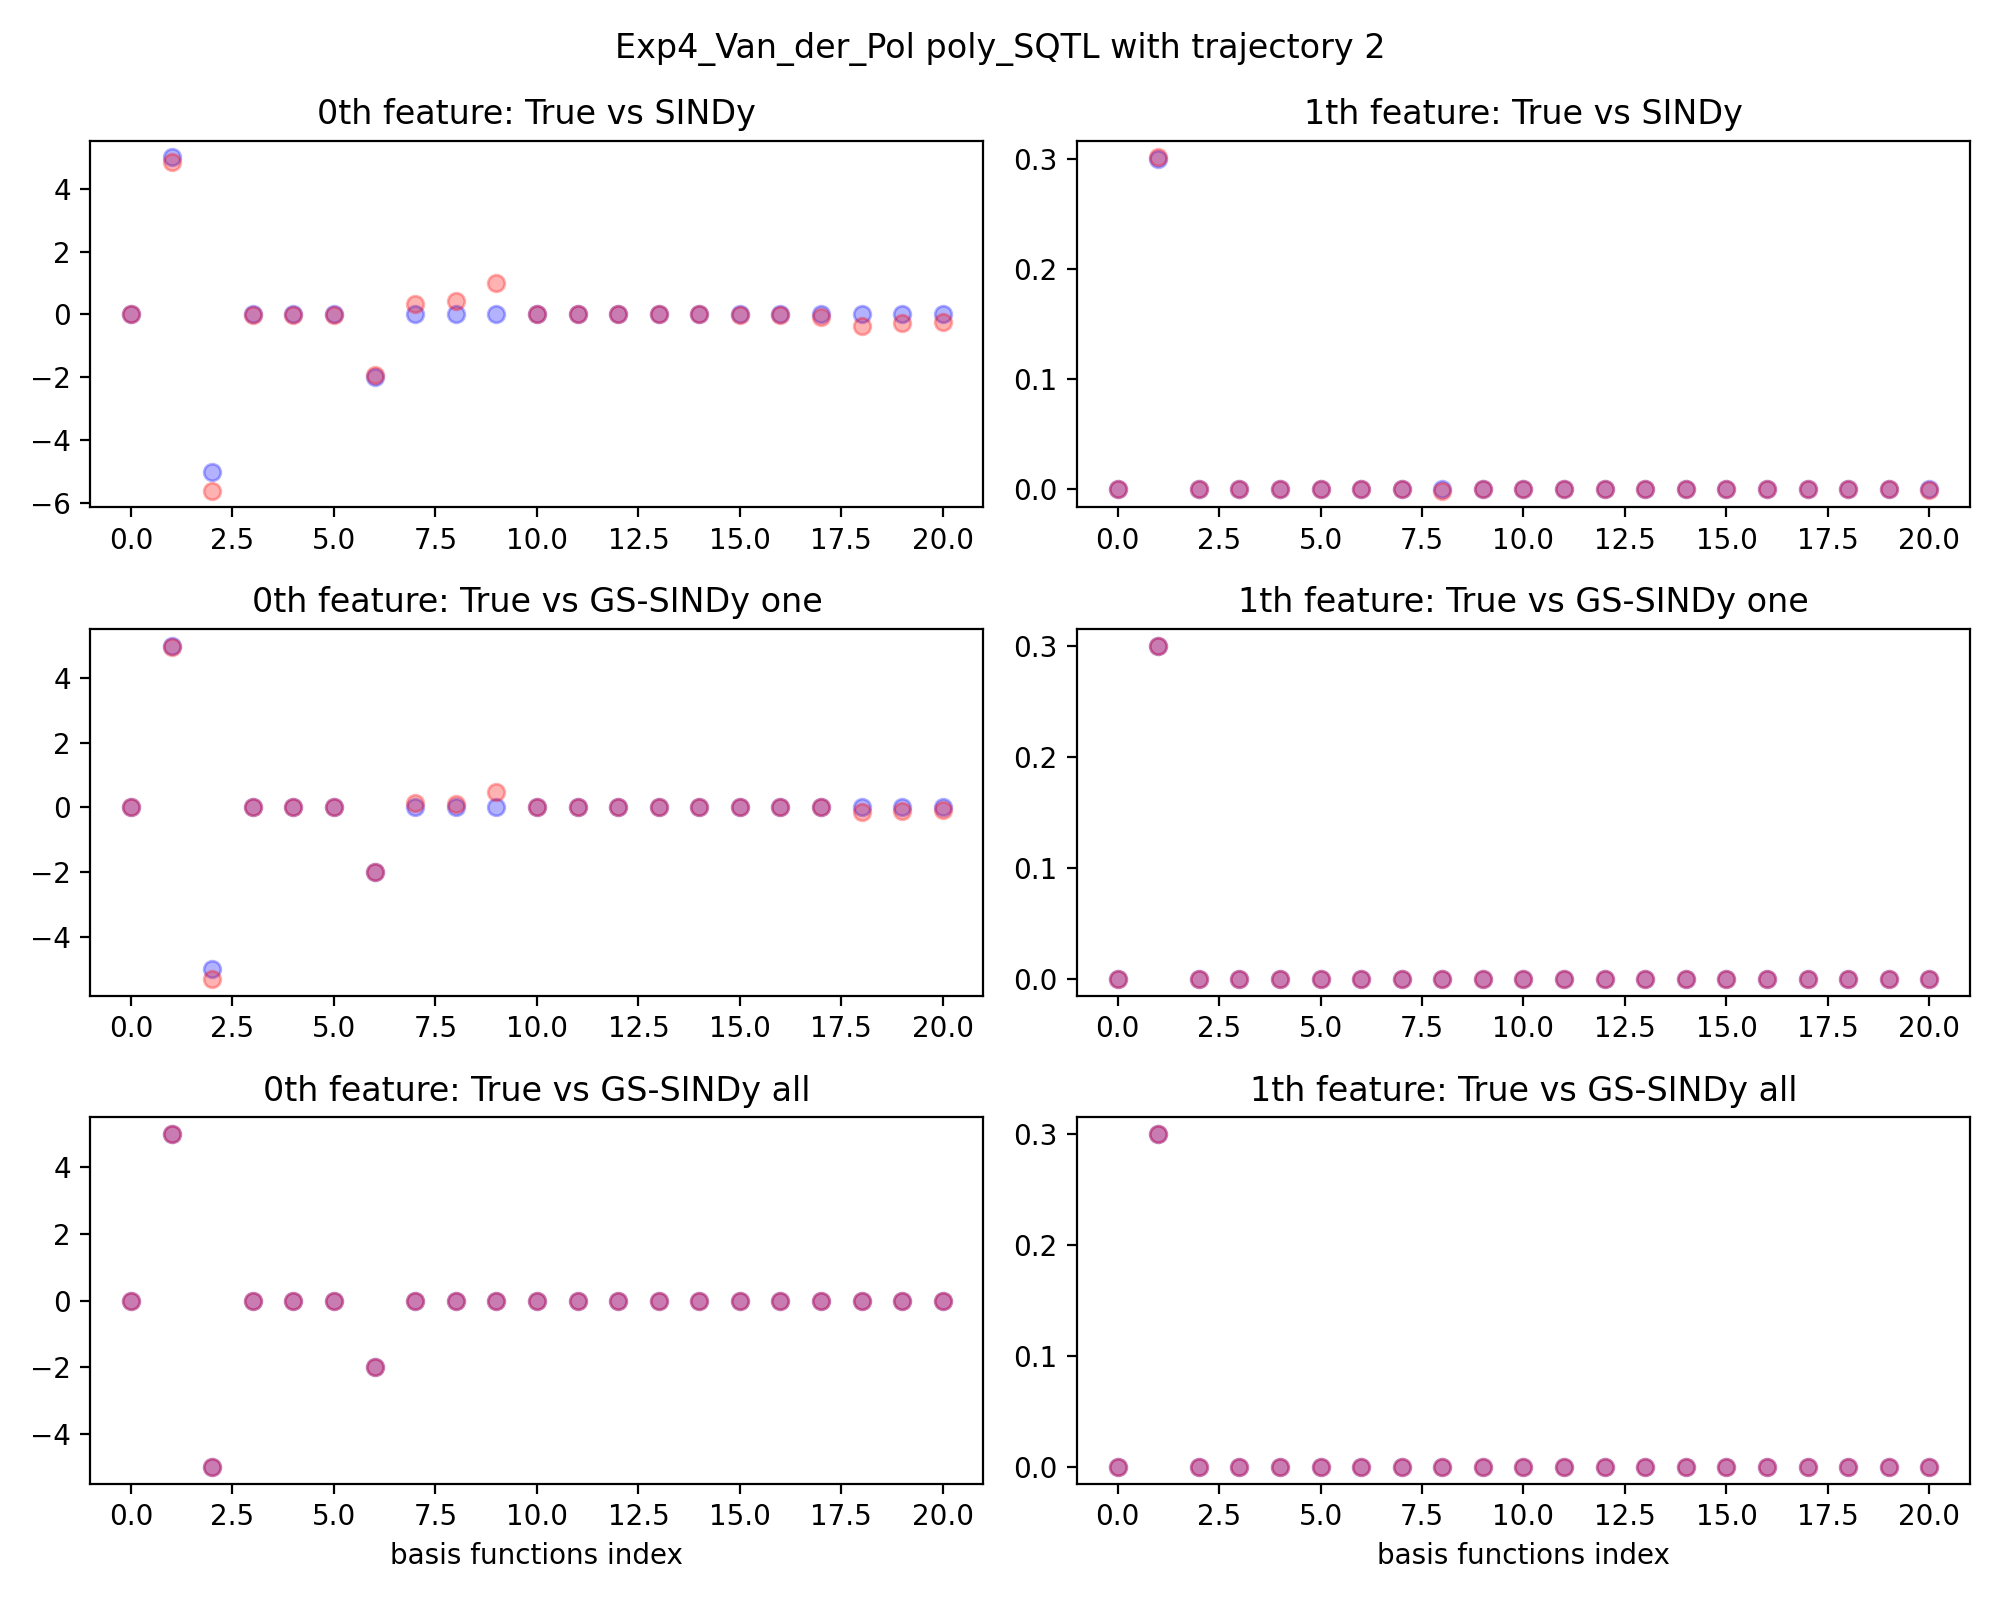 Exp4_Van_der_Pol poly_SQTL with trajectory 2
0th feature: True vs SINDy
4
2
0
−2
−4
−6
0.0 2.5 5.0 7.5 10.0 12.5 15.0 17.5 20.0
1th feature: True vs SINDy
0.3
0.2
0.1
0.0
0.0 2.5 5.0 7.5 10.0 12.5 15.0 17.5 20.0
0th feature: True vs GS-SINDy one
4
2
0
−2
−4
0.0 2.5 5.0 7.5 10.0 12.5 15.0 17.5 20.0
1th feature: True vs GS-SINDy one
0.3
0.2
0.1
0.0
0.0 2.5 5.0 7.5 10.0 12.5 15.0 17.5 20.0
0th feature: True vs GS-SINDy all
4
2
0
−2
−4
0.0 2.5 5.0 7.5 10.0 12.5 15.0 17.5 20.0
basis functions index
1th feature: True vs GS-SINDy all
0.3
0.2
0.1
0.0
0.0 2.5 5.0 7.5 10.0 12.5 15.0 17.5 20.0
basis functions index